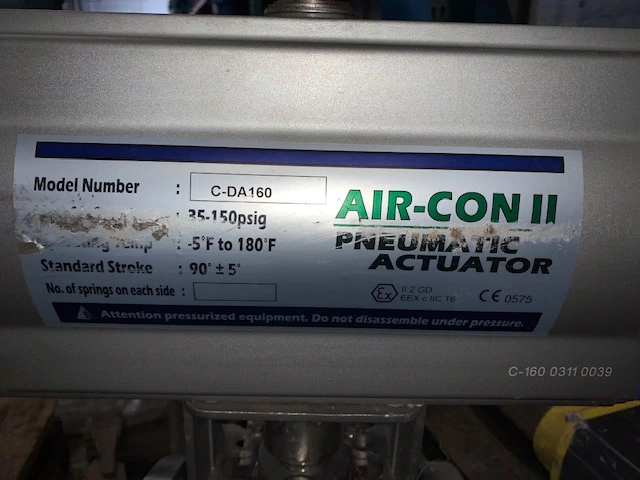 Model Number : C-DA160
: 35-150psig
Temp : -5°F to 180°F
Standard Stroke : 90° ± 5°
No. of springs on each side :
AIR-CON II
PNEUMATIC
ACTUATOR
Ex II 2 GD
EEX c IIC T6
CE 0575
Attention pressurized equipment. Do not disassemble under pressure.
C-160 0311 0039